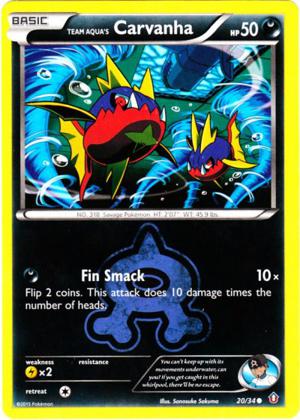 BASIC
TEAM AQUA'S Carvanha HP50
NO. 318 Savage Pokémon HT: 2'07" WT: 45.9 lbs.
Fin Smack 10×
Flip 2 coins. This attack does 10 damage times the
number of heads.
weakness resistance
×2
retreat
You can't keep up with its
movements underwater, can
you? If you get caught in this
whirlpool, there'll be no escape.
©2015 Pokémon
Illus. Sanosuke Sakuma
20/34